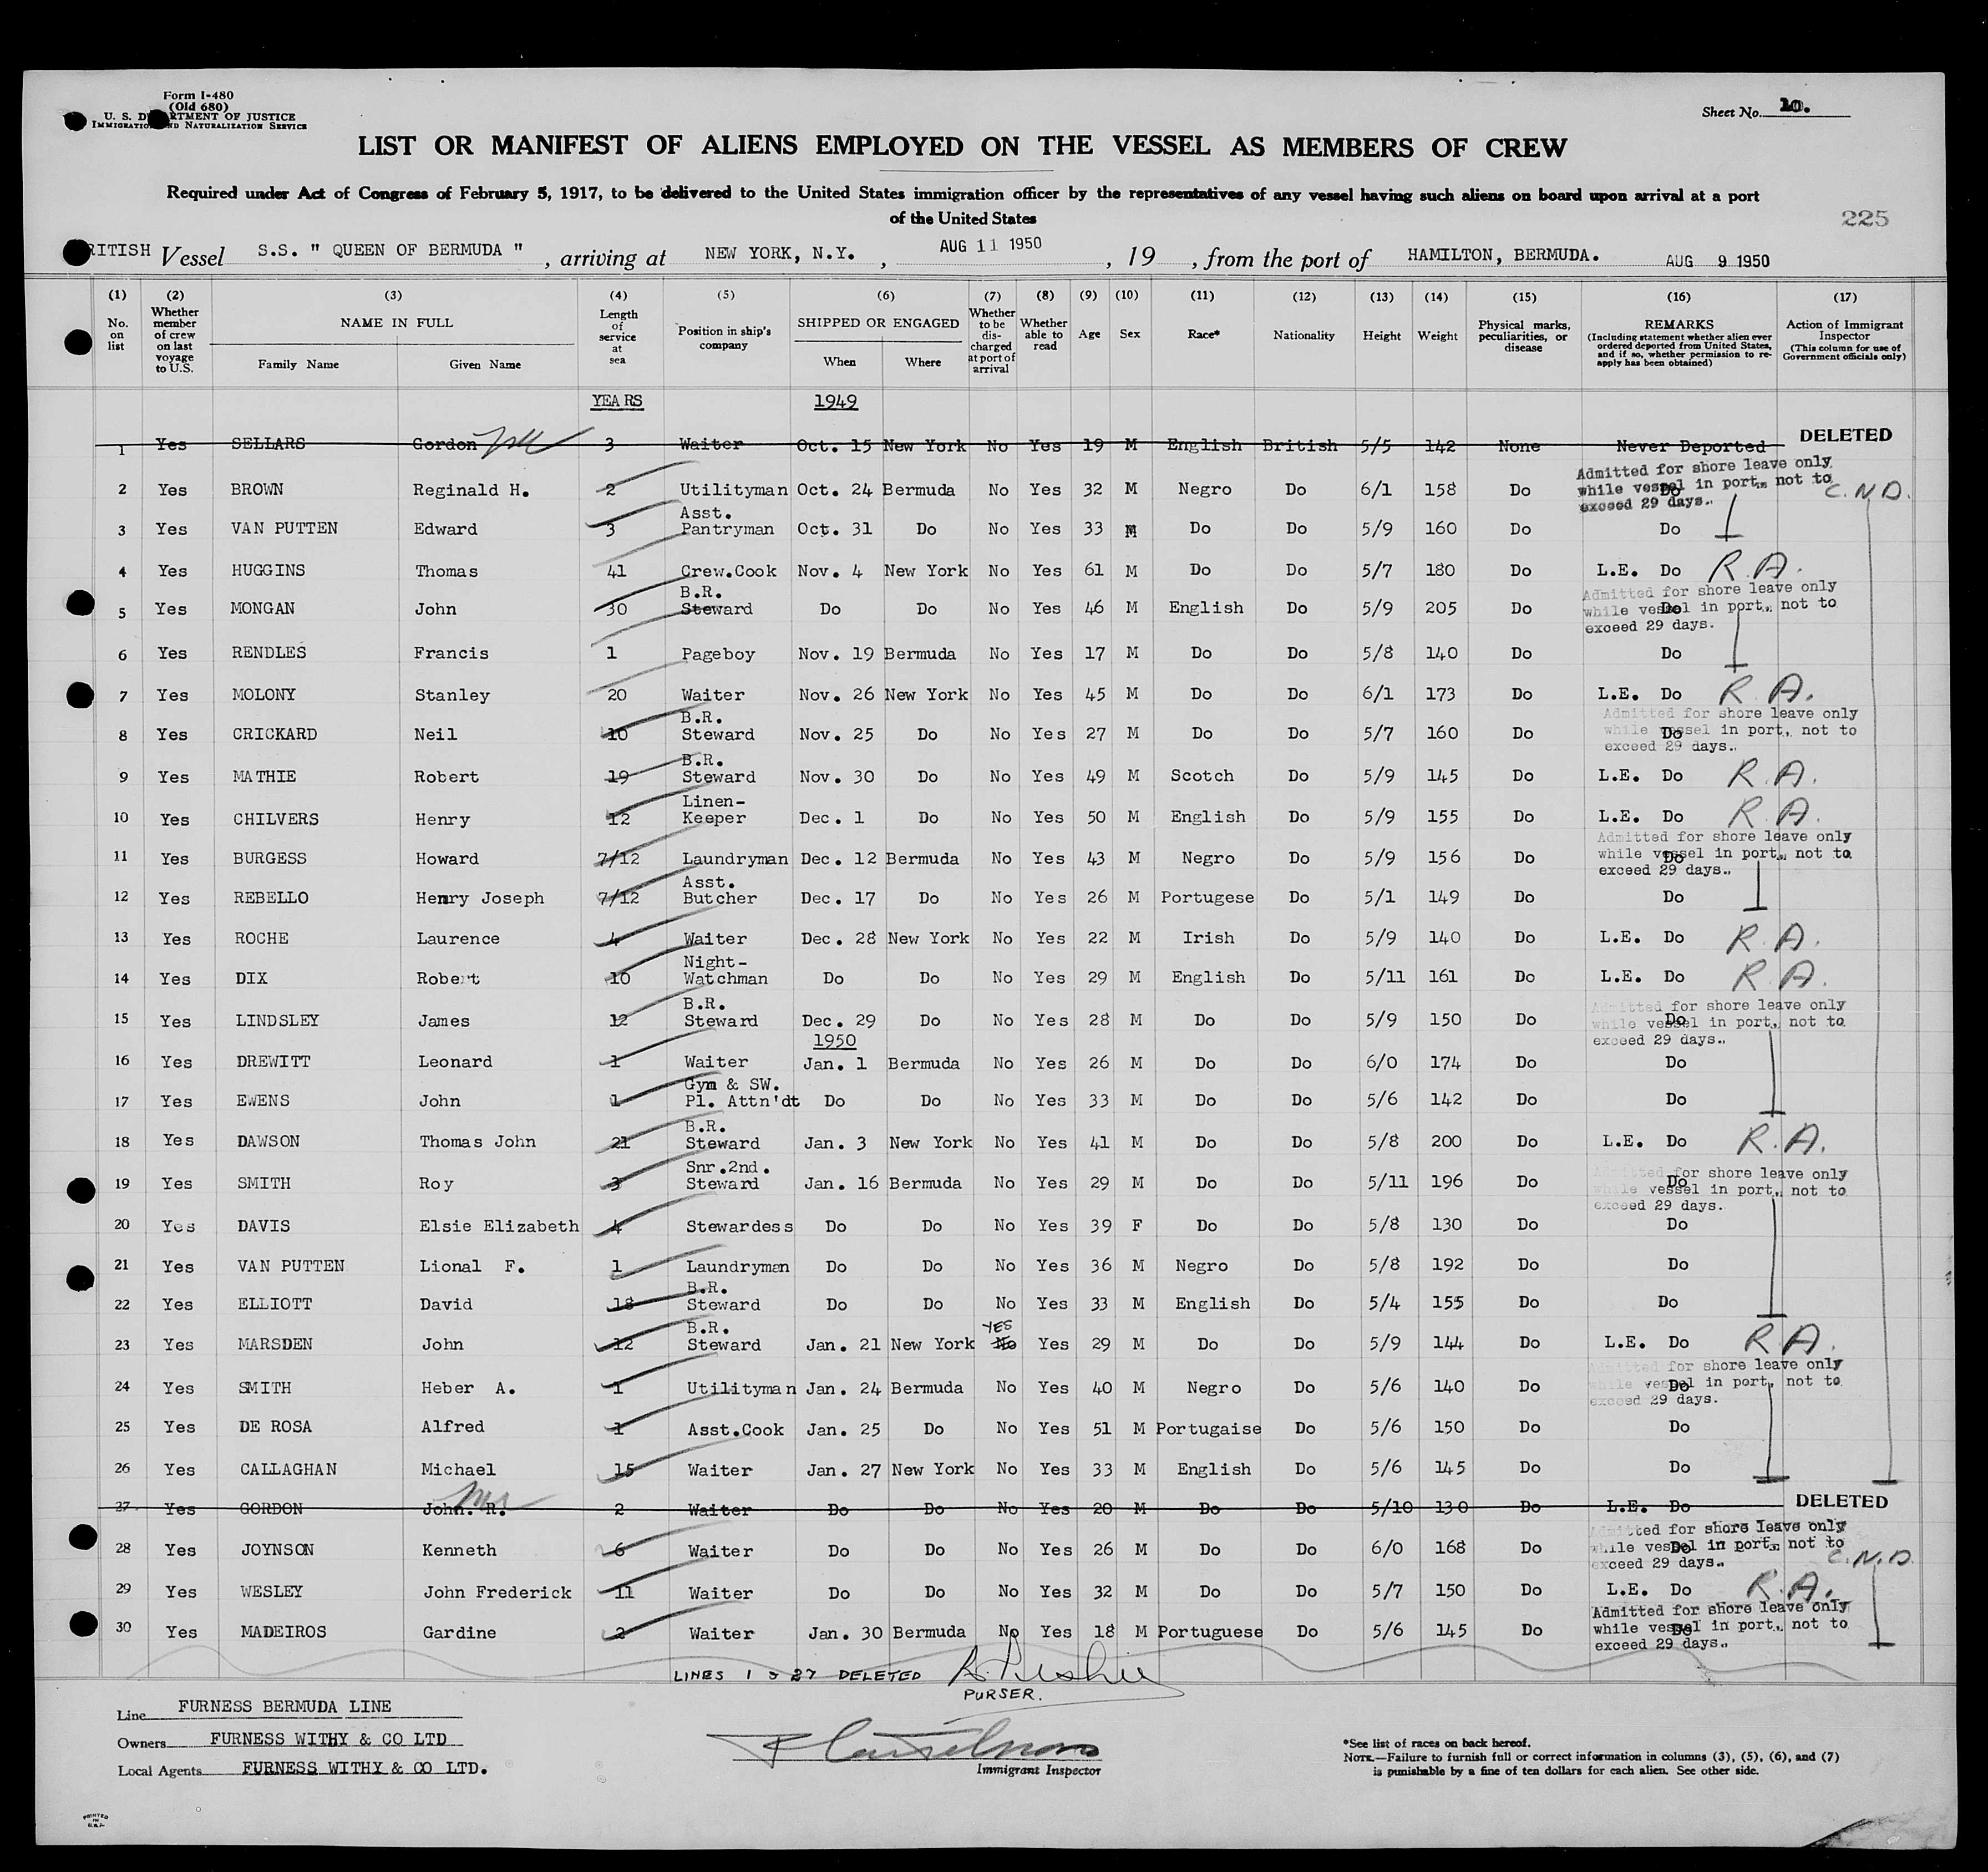 Form I-480
(Old 680)
U. S. DEPARTMENT OF JUSTICE
IMMIGRATION AND NATURALIZATION SERVICE
Sheet No. 10.
LIST OR MANIFEST OF ALIENS EMPLOYED ON THE VESSEL AS MEMBERS OF CREW
Required under Act of Congress of February 5, 1917, to be delivered to the United States immigration officer by the representatives of any vessel having such aliens on board upon arrival at a port
of the United States
225
RITISH Vessel S.S. " QUEEN OF BERMUDA " , arriving at NEW YORK, N.Y. , AUG 11 1950 , 19 , from the port of HAMILTON, BERMUDA. AUG 9 1950
(1) (2) (3) (4) (5) (6) (7) (8) (9) (10) (11) (12) (13) (14) (15) (16) (17)
No. on list
Whether member of crew on last voyage to U.S.
NAME IN FULL
Family Name Given Name
Length of service at sea
Position in ship's company
SHIPPED OR ENGAGED
When Where
Whether to be discharged at port of arrival
Whether able to read
Age Sex Race* Nationality Height Weight
Physical marks, peculiarities, or disease
REMARKS
(Including statement whether alien ever ordered deported from United States, and if so, whether permission to re-apply has been obtained)
Action of Immigrant Inspector
(This column for use of Government officials only)
YEARS 1949
1 Yes SELLARS Gordon 3 Waiter Oct. 15 New York No Yes 19 M English British 5/5 142 None Never Deported DELETED
Admitted for shore leave only while vessel in port, not to exceed 29 days.
2 Yes BROWN Reginald H. 2 Utilityman Oct. 24 Bermuda No Yes 32 M Negro Do 6/1 158 Do Do C.N.D.
3 Yes VAN PUTTEN Edward 3 Asst. Pantryman Oct. 31 Do No Yes 33 M Do Do 5/9 160 Do Do
4 Yes HUGGINS Thomas 41 Crew.Cook Nov. 4 New York No Yes 61 M Do Do 5/7 180 Do L.E. Do R.A.
Admitted for shore leave only while vessel in port, not to exceed 29 days.
5 Yes MONGAN John 30 B.R. Steward Do Do No Yes 46 M English Do 5/9 205 Do Do
6 Yes RENDLES Francis 1 Pageboy Nov. 19 Bermuda No Yes 17 M Do Do 5/8 140 Do Do
7 Yes MOLONY Stanley 20 Waiter Nov. 26 New York No Yes 45 M Do Do 6/1 173 Do L.E. Do R.A.
Admitted for shore leave only while vessel in port, not to exceed 29 days.
8 Yes CRICKARD Neil 10 B.R. Steward Nov. 25 Do No Yes 27 M Do Do 5/7 160 Do Do
9 Yes MATHIE Robert 19 B.R. Steward Nov. 30 Do No Yes 49 M Scotch Do 5/9 145 Do L.E. Do R.A.
10 Yes CHILVERS Henry 12 Linen-Keeper Dec. 1 Do No Yes 50 M English Do 5/9 155 Do L.E. Do R.A.
Admitted for shore leave only while vessel in port, not to exceed 29 days.
11 Yes BURGESS Howard 7/12 Laundryman Dec. 12 Bermuda No Yes 43 M Negro Do 5/9 156 Do Do
12 Yes REBELLO Henry Joseph 7/12 Asst. Butcher Dec. 17 Do No Yes 26 M Portugese Do 5/1 149 Do Do
13 Yes ROCHE Laurence 4 Waiter Dec. 28 New York No Yes 22 M Irish Do 5/9 140 Do L.E. Do R.A.
14 Yes DIX Robert 10 Night-Watchman Do Do No Yes 29 M English Do 5/11 161 Do L.E. Do R.A.
Admitted for shore leave only while vessel in port, not to exceed 29 days.
15 Yes LINDSLEY James 12 B.R. Steward Dec. 29 Do No Yes 28 M Do Do 5/9 150 Do Do
1950
16 Yes DREWITT Leonard 1 Waiter Jan. 1 Bermuda No Yes 26 M Do Do 6/0 174 Do Do
17 Yes EWENS John 1 Gym & SW. Pl. Attn'dt Do Do No Yes 33 M Do Do 5/6 142 Do Do
18 Yes DAWSON Thomas John 21 B.R. Steward Jan. 3 New York No Yes 41 M Do Do 5/8 200 Do L.E. Do R.A.
Admitted for shore leave only while vessel in port, not to exceed 29 days.
19 Yes SMITH Roy 3 Snr.2nd. Steward Jan. 16 Bermuda No Yes 29 M Do Do 5/11 196 Do Do
20 Yes DAVIS Elsie Elizabeth 4 Stewardess Do Do No Yes 39 F Do Do 5/8 130 Do Do
21 Yes VAN PUTTEN Lional F. 1 Laundryman Do Do No Yes 36 M Negro Do 5/8 192 Do Do
22 Yes ELLIOTT David 18 B.R. Steward Do Do No Yes 33 M English Do 5/4 155 Do Do
23 Yes MARSDEN John 12 B.R. Steward Jan. 21 New York YES No Yes 29 M Do Do 5/9 144 Do L.E. Do R.A.
Admitted for shore leave only while vessel in port, not to exceed 29 days.
24 Yes SMITH Heber A. 1 Utilityman Jan. 24 Bermuda No Yes 40 M Negro Do 5/6 140 Do Do
25 Yes DE ROSA Alfred 1 Asst.Cook Jan. 25 Do No Yes 51 M Portugaise Do 5/6 150 Do Do
26 Yes CALLAGHAN Michael 15 Waiter Jan. 27 New York No Yes 33 M English Do 5/6 145 Do Do
27 Yes GORDON John. R. 2 Waiter Do Do No Yes 20 M Do Do 5/10 130 Do L.E. Do DELETED
Admitted for shore leave only while vessel in port, not to exceed 29 days.
28 Yes JOYNSON Kenneth 6 Waiter Do Do No Yes 26 M Do Do 6/0 168 Do Do C.N.D.
29 Yes WESLEY John Frederick 11 Waiter Do Do No Yes 32 M Do Do 5/7 150 Do L.E. Do R.A.
Admitted for shore leave only while vessel in port, not to exceed 29 days.
30 Yes MADEIROS Gardine 2 Waiter Jan. 30 Bermuda No Yes 18 M Portuguese Do 5/6 145 Do Do
LINES 1 & 27 DELETED
PURSER.
Line FURNESS BERMUDA LINE
Owners FURNESS WITHY & CO LTD
Local Agents FURNESS WITHY & CO LTD.
Immigrant Inspector
*See list of races on back hereof.
NOTE.—Failure to furnish full or correct information in columns (3), (5), (6), and (7)
is punishable by a fine of ten dollars for each alien. See other side.
PRINTED
IN
U.S.A.